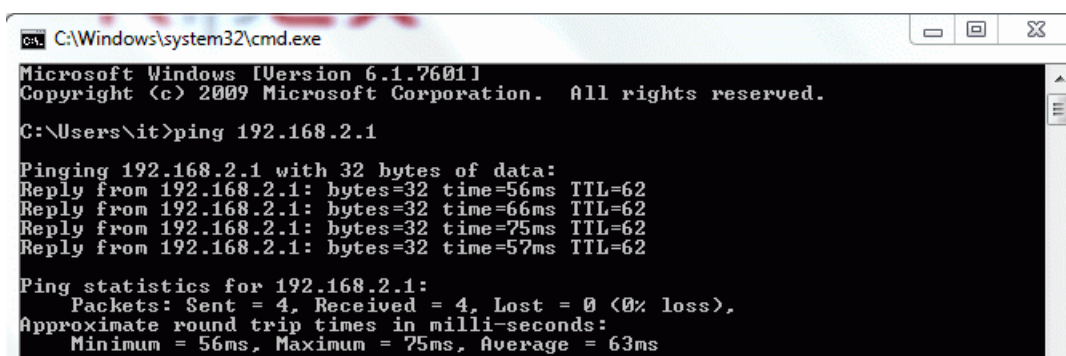 C:\Windows\system32\cmd.exe
Microsoft Windows [Version 6.1.7601]
Copyright (c) 2009 Microsoft Corporation.  All rights reserved.
C:\Users\it>ping 192.168.2.1
Pinging 192.168.2.1 with 32 bytes of data:
Reply from 192.168.2.1: bytes=32 time=56ms TTL=62
Reply from 192.168.2.1: bytes=32 time=66ms TTL=62
Reply from 192.168.2.1: bytes=32 time=75ms TTL=62
Reply from 192.168.2.1: bytes=32 time=57ms TTL=62
Ping statistics for 192.168.2.1:
    Packets: Sent = 4, Received = 4, Lost = 0 (0% loss),
Approximate round trip times in milli-seconds:
    Minimum = 56ms, Maximum = 75ms, Average = 63ms